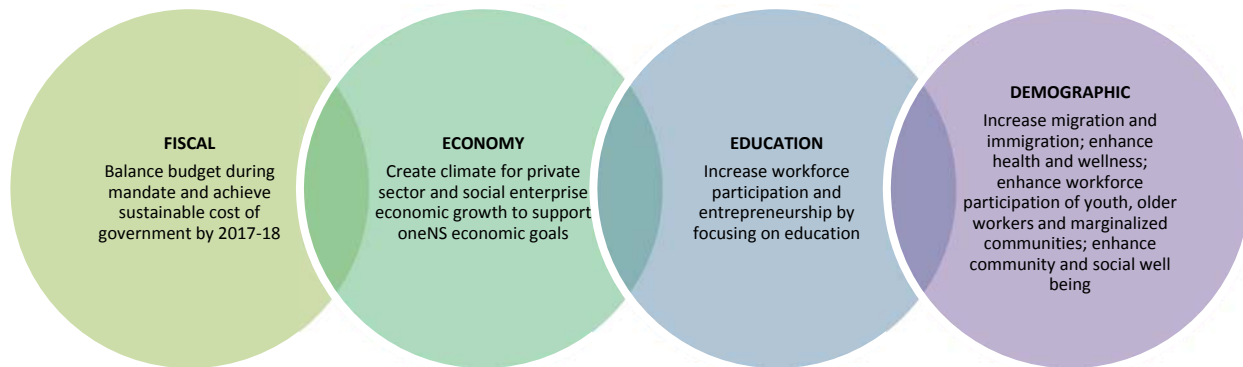 FISCAL
Balance budget during
mandate and achieve
sustainable cost of
government by 2017-18
ECONOMY
Create climate for private
sector and social enterprise
economic growth to support
oneNS economic goals
EDUCATION
Increase workforce
participation and
entrepreneurship by
focusing on education
DEMOGRAPHIC
Increase migration and
immigration; enhance
health and wellness;
enhance workforce
participation of youth, older
workers and marginalized
communities; enhance
community and social well
being